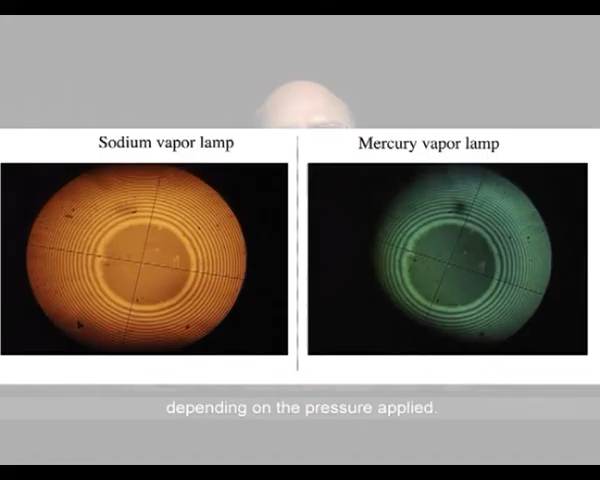 Sodium vapor lamp
Mercury vapor lamp
depending on the pressure applied.